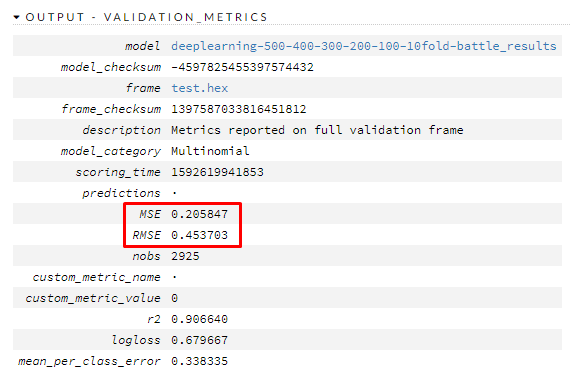 OUTPUT - VALIDATION_METRICS
model deeplearning-500-400-300-200-100-10fold-battle_results
model_checksum -4597825455397574432
frame test.hex
frame_checksum 1397587033816451812
description Metrics reported on full validation frame
model_category Multinomial
scoring_time 1592619941853
predictions ·
MSE 0.205847
RMSE 0.453703
nobs 2925
custom_metric_name ·
custom_metric_value 0
r2 0.906640
logloss 0.679667
mean_per_class_error 0.338335